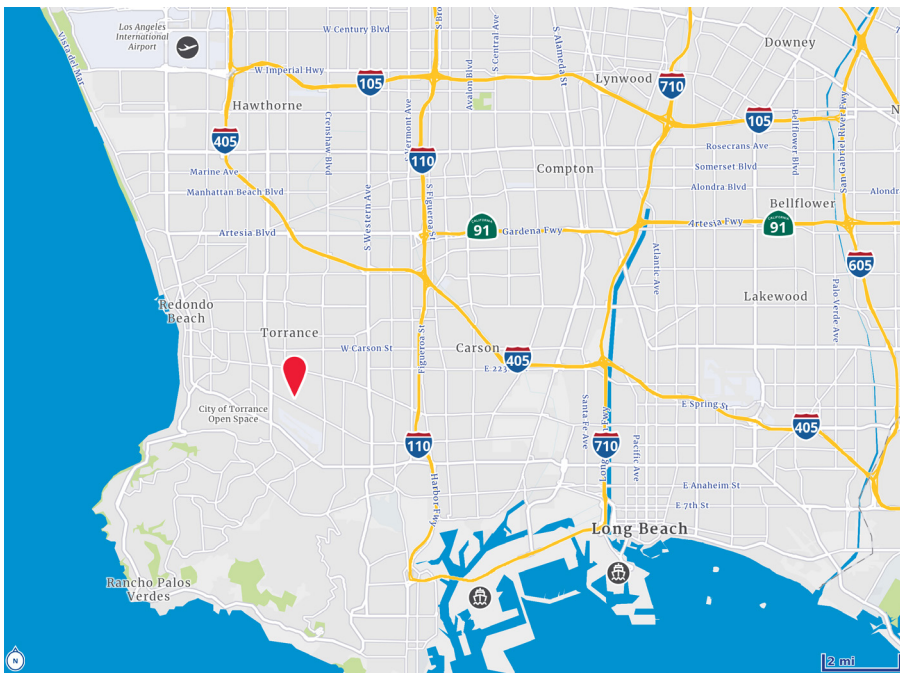 Los Angeles
International
Airport
Vista del Mar
W Century Blvd
S Bro
S Central Ave
S Alameda St
Downey
W Imperial Hwy
105
Avalon Blvd
Lynwood
710
Hawthorne
405
Crenshaw Blvd
110
105
Bellflower Blvd
San Gabriel River Fwy
N
Rosecrans Ave
Marine Ave
Compton
Somerset Blvd
Manhattan Beach Blvd
Alondra Blvd
Alondra
S Western Ave
S Figueroa St
Bellflower
Artesia Blvd
CALIFORNIA
91
Gardena Fwy
Artesia Fwy
CALIFORNIA
91
Atlantic Ave
605
Redondo
Beach
Lakewood
Palo Verde Ave
Torrance
W Carson St
Figueroa St
Carson
E 223
405
City of Torrance
Open Space
Santa Fe Ave
E Spring St
405
110
710
Pacific Ave
Harbor Fwy
E Anaheim St
E 7th St
Long Beach
Rancho Palos
Verdes
N
2 mi